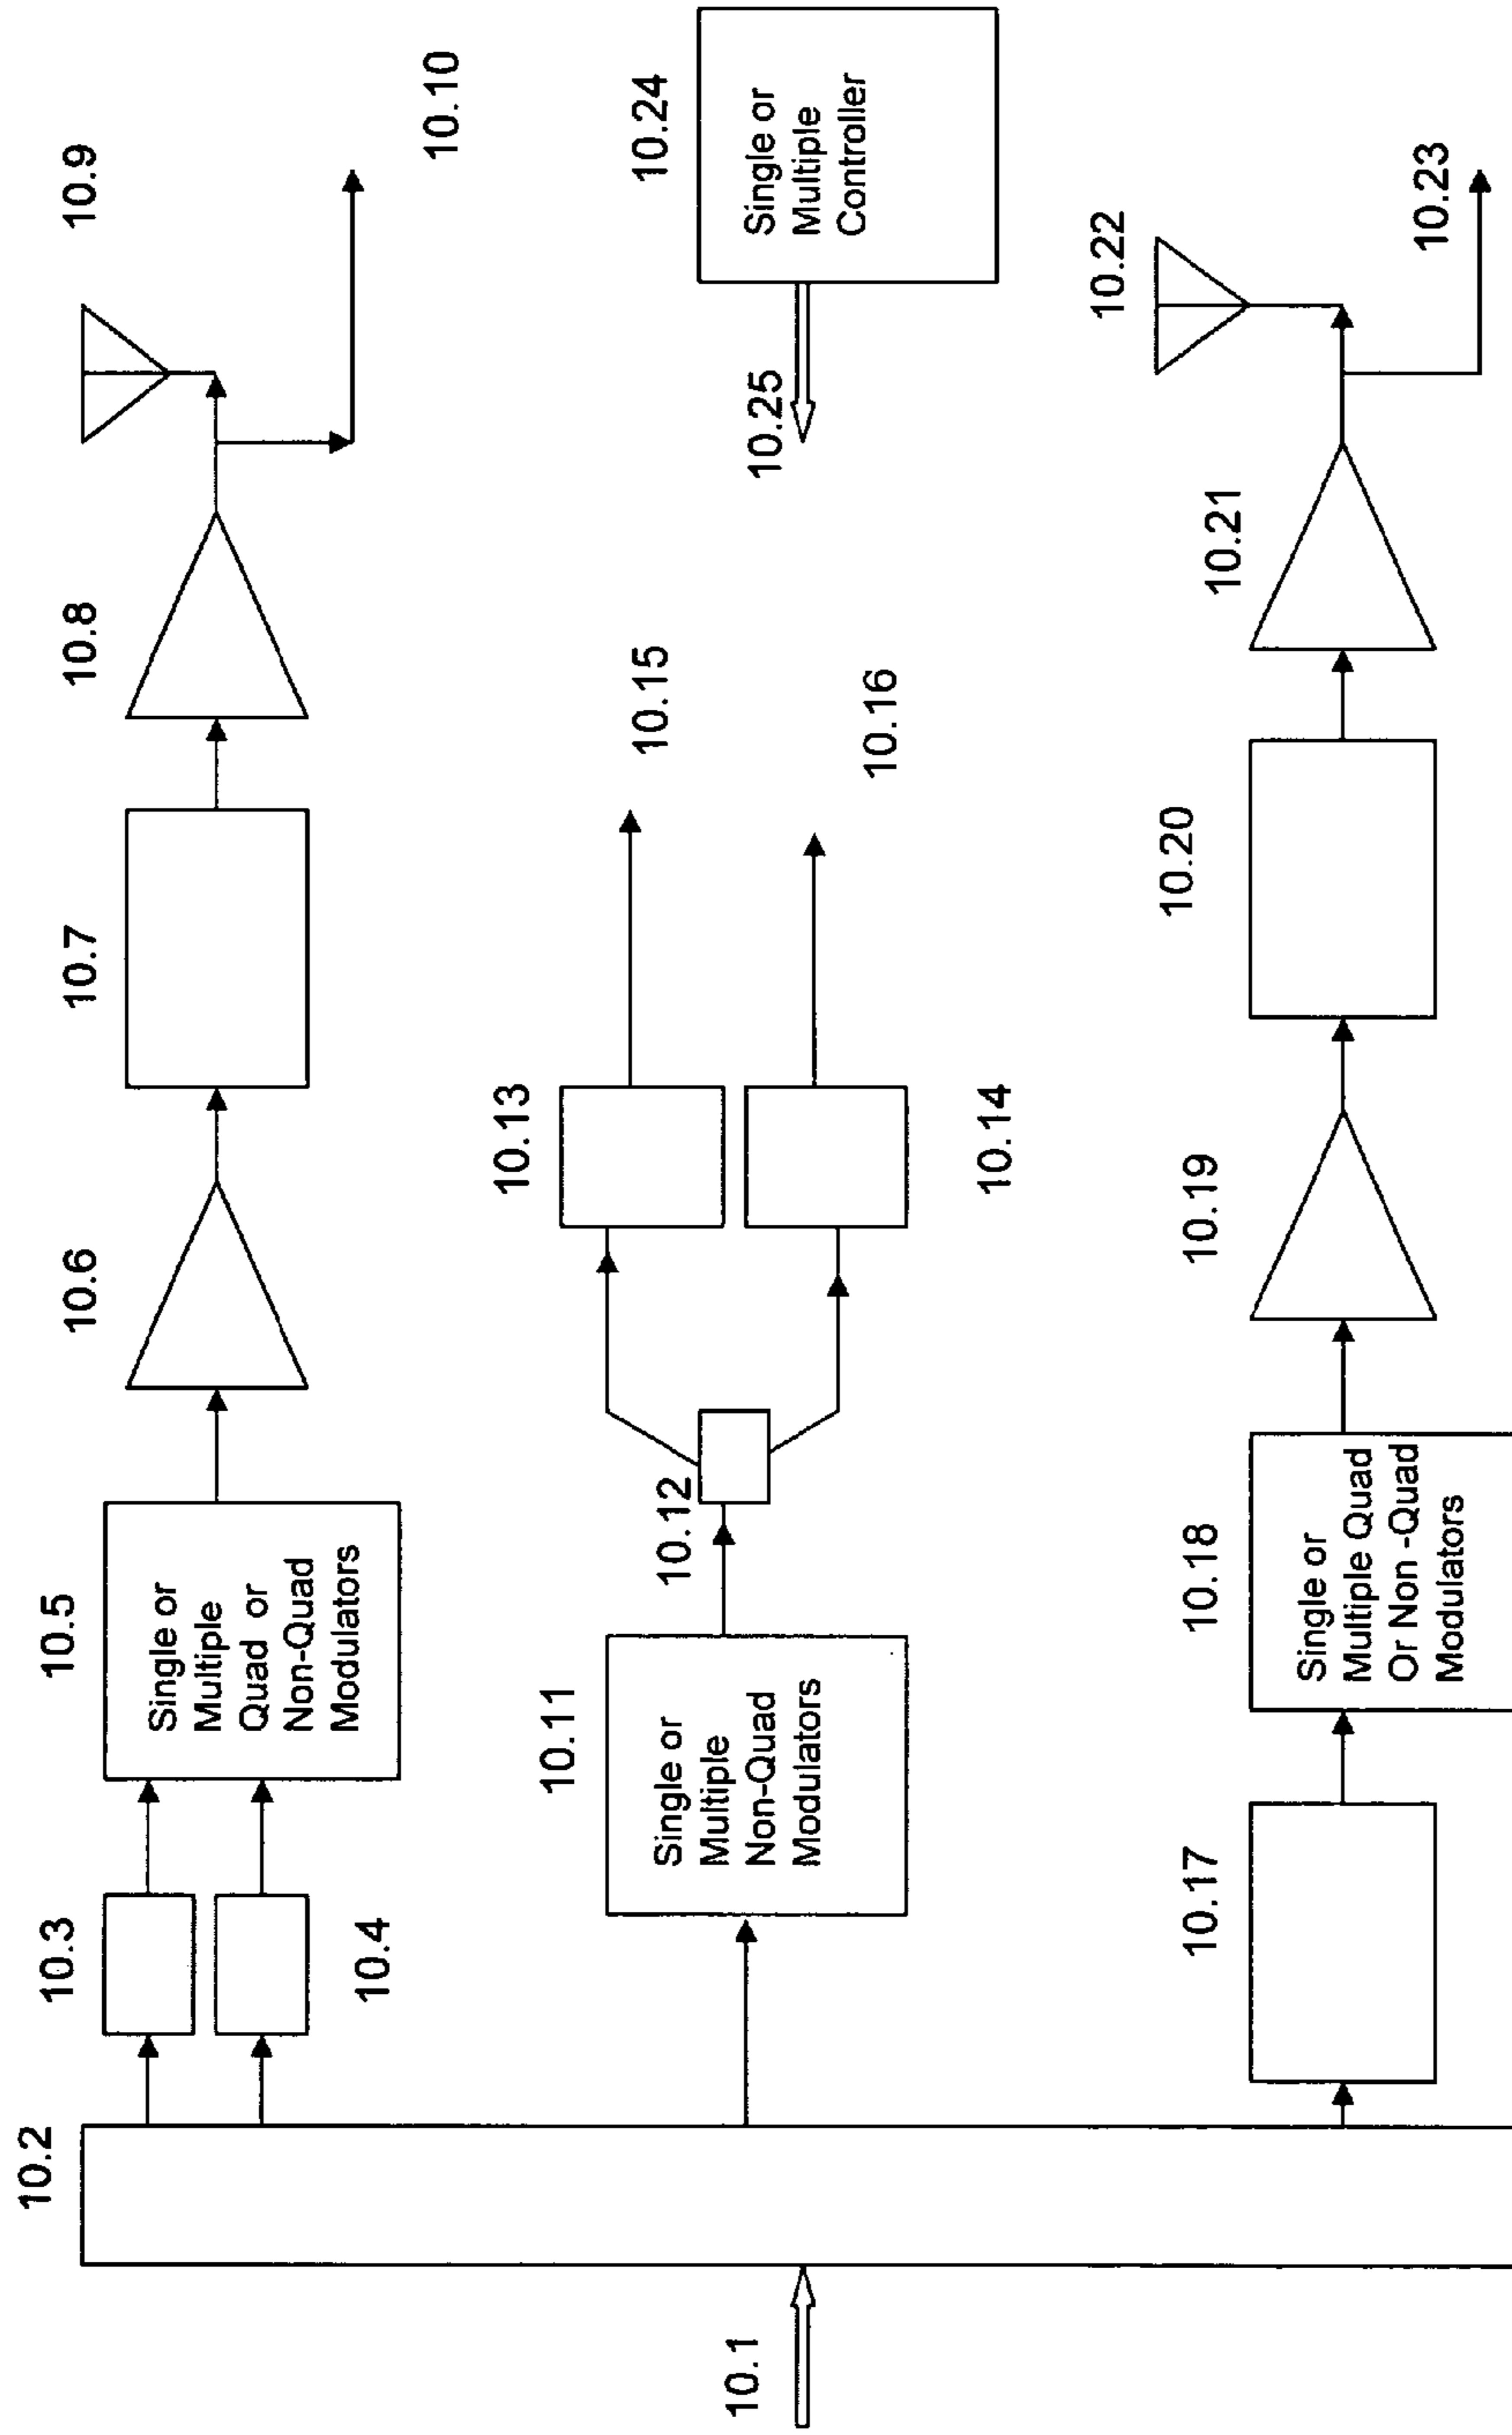 10.1
10.2
10.3
10.4
10.5
Single or
Multiple
Quad or
Non-Quad
Modulators
10.6
10.7
10.8
10.9
10.10
10.11
Single or
Multiple
Non-Quad
Modulators
10.12
10.13
10.14
10.15
10.16
10.17
10.18
Single or
Multiple Quad
Or Non -Quad
Modulators
10.19
10.20
10.21
10.22
10.23
10.24
Single or
Multiple
Controller
10.25